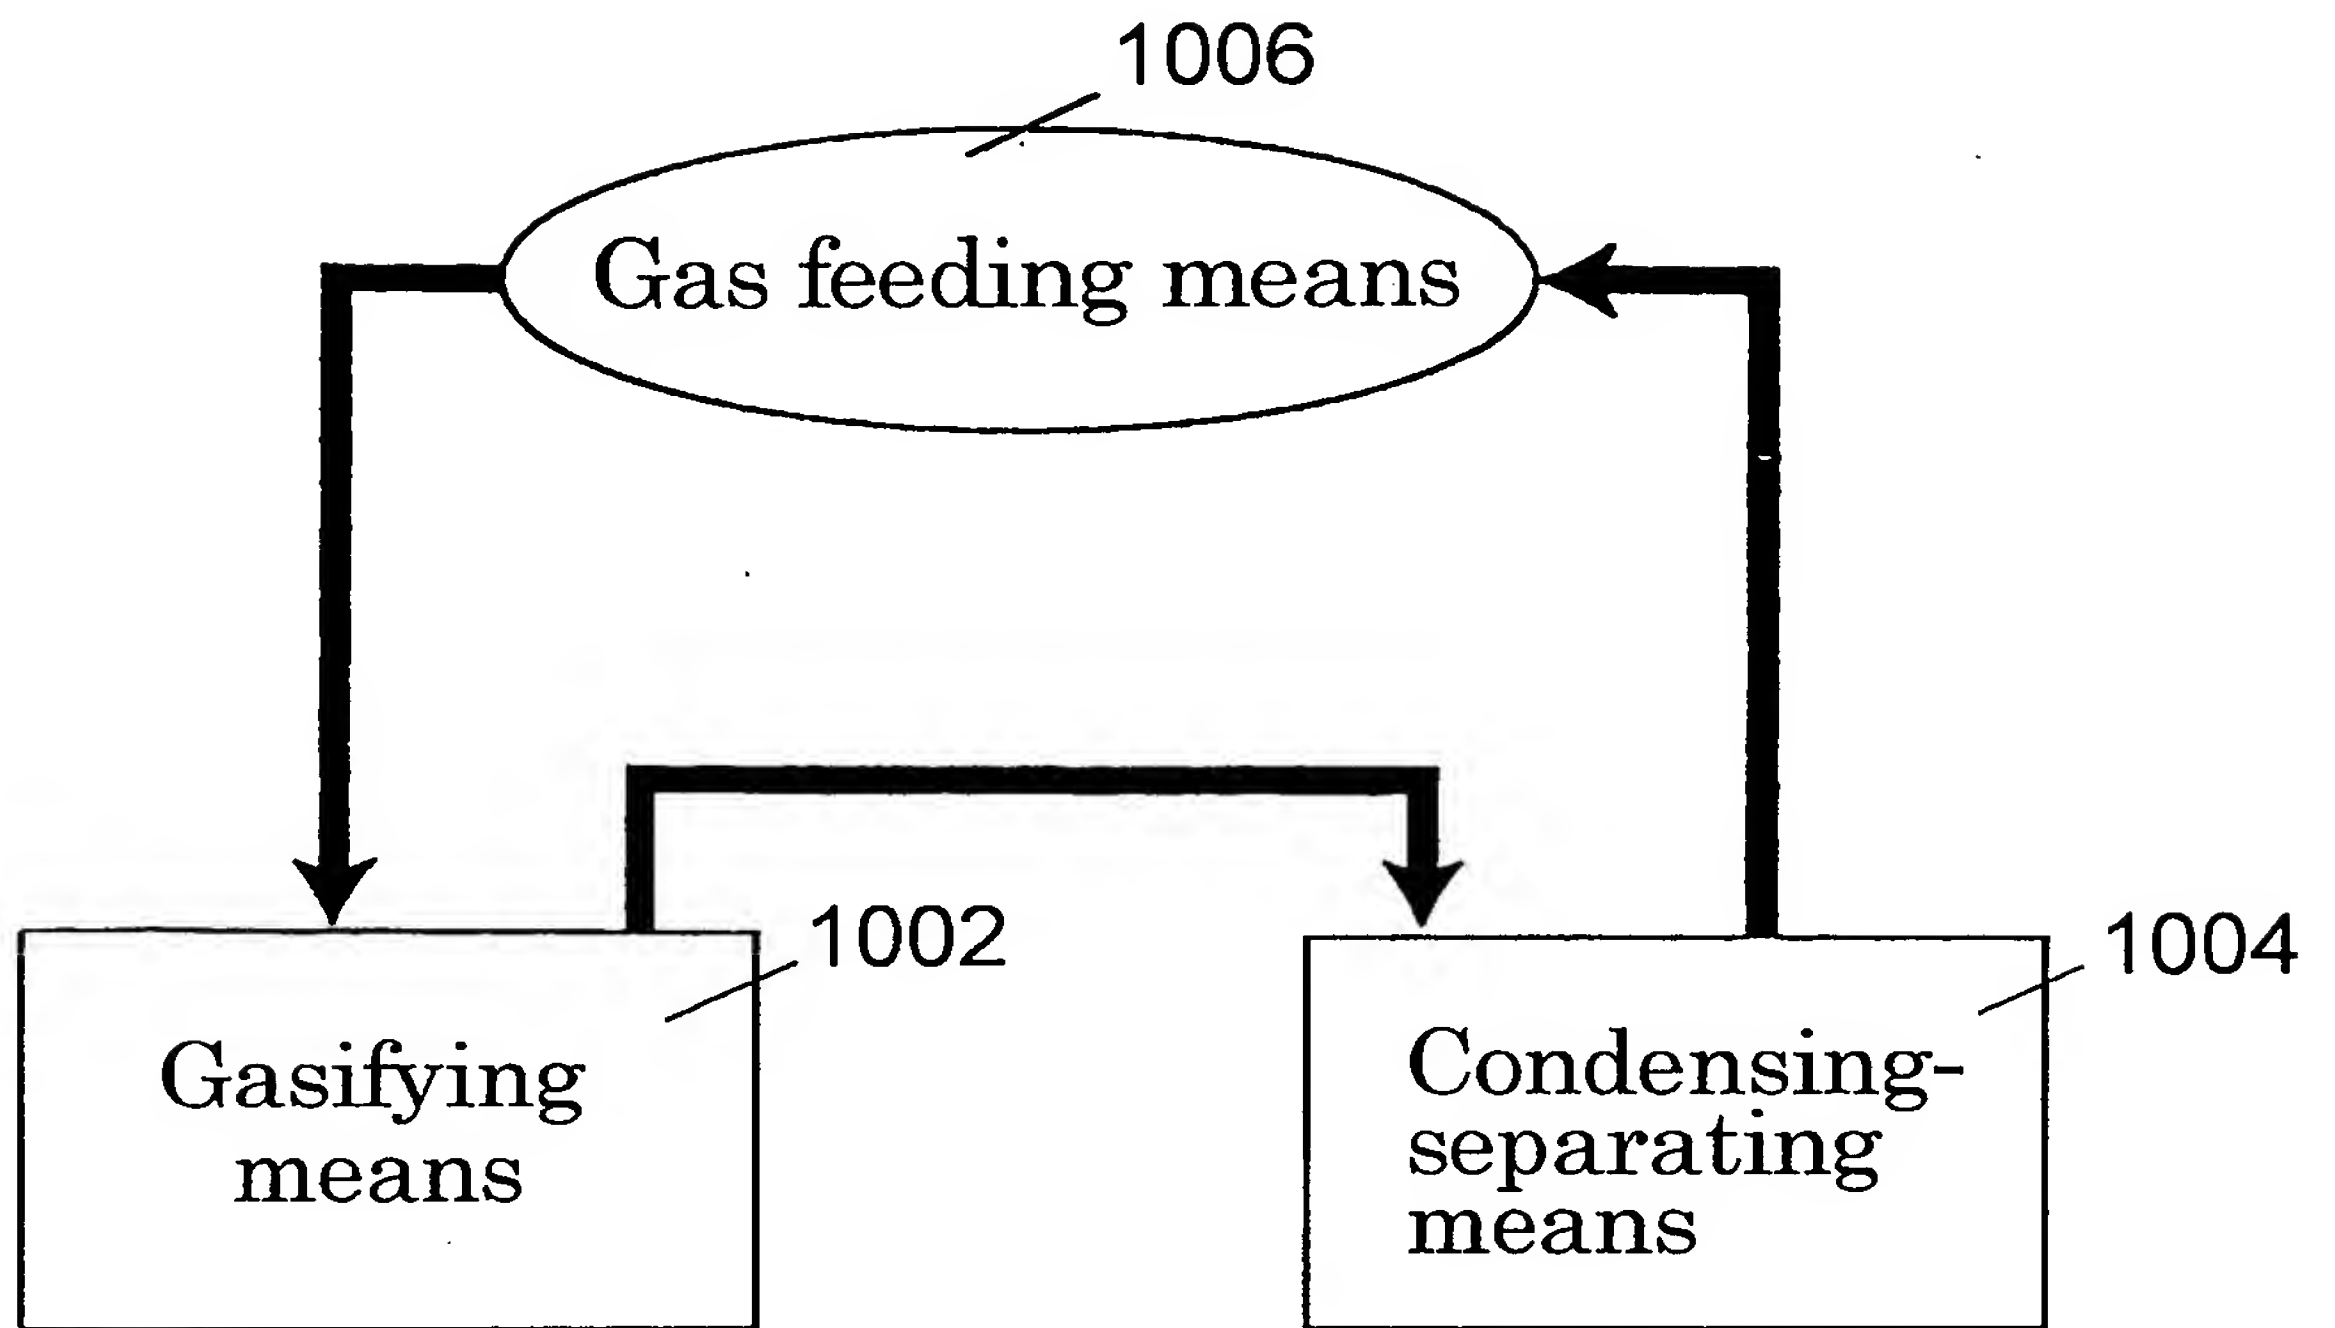 1006
Gas feeding means
1002
Gasifying
means
1004
Condensing-
separating
means